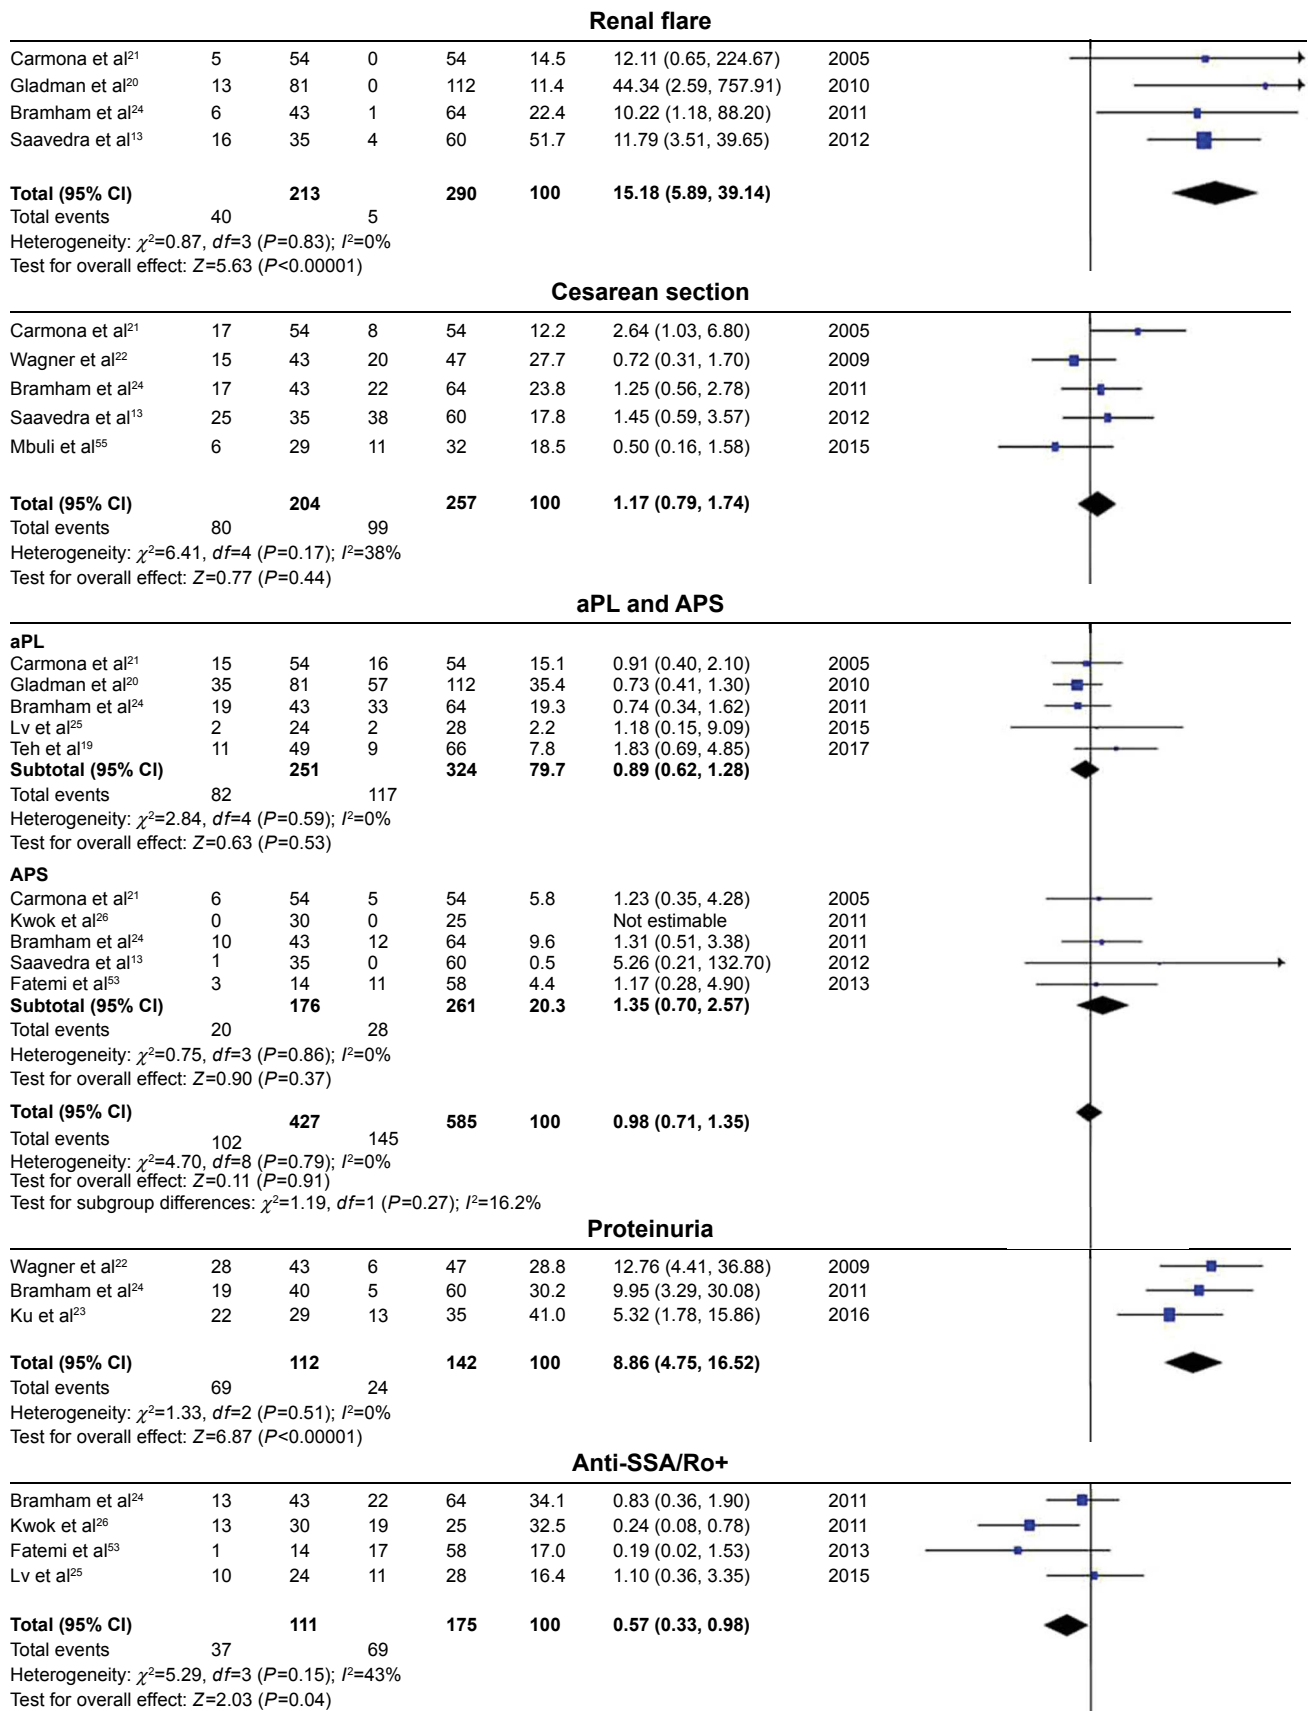 Renal flare
Carmona et al21 5 54 0 54 14.5 12.11 (0.65, 224.67) 2005
Gladman et al20 13 81 0 112 11.4 44.34 (2.59, 757.91) 2010
Bramham et al24 6 43 1 64 22.4 10.22 (1.18, 88.20) 2011
Saavedra et al13 16 35 4 60 51.7 11.79 (3.51, 39.65) 2012
Total (95% CI) 213 290 100 15.18 (5.89, 39.14)
Total events 40 5
Heterogeneity: χ2=0.87, df=3 (P=0.83); I2=0%
Test for overall effect: Z=5.63 (P<0.00001)
Cesarean section
Carmona et al21 17 54 8 54 12.2 2.64 (1.03, 6.80) 2005
Wagner et al22 15 43 20 47 27.7 0.72 (0.31, 1.70) 2009
Bramham et al24 17 43 22 64 23.8 1.25 (0.56, 2.78) 2011
Saavedra et al13 25 35 38 60 17.8 1.45 (0.59, 3.57) 2012
Mbuli et al55 6 29 11 32 18.5 0.50 (0.16, 1.58) 2015
Total (95% CI) 204 257 100 1.17 (0.79, 1.74)
Total events 80 99
Heterogeneity: χ2=6.41, df=4 (P=0.17); I2=38%
Test for overall effect: Z=0.77 (P=0.44)
aPL and APS
aPL
Carmona et al21 15 54 16 54 15.1 0.91 (0.40, 2.10) 2005
Gladman et al20 35 81 57 112 35.4 0.73 (0.41, 1.30) 2010
Bramham et al24 19 43 33 64 19.3 0.74 (0.34, 1.62) 2011
Lv et al25 2 24 2 28 2.2 1.18 (0.15, 9.09) 2015
Teh et al19 11 49 9 66 7.8 1.83 (0.69, 4.85) 2017
Subtotal (95% CI) 251 324 79.7 0.89 (0.62, 1.28)
Total events 82 117
Heterogeneity: χ2=2.84, df=4 (P=0.59); I2=0%
Test for overall effect: Z=0.63 (P=0.53)
APS
Carmona et al21 6 54 5 54 5.8 1.23 (0.35, 4.28) 2005
Kwok et al26 0 30 0 25 Not estimable 2011
Bramham et al24 10 43 12 64 9.6 1.31 (0.51, 3.38) 2011
Saavedra et al13 1 35 0 60 0.5 5.26 (0.21, 132.70) 2012
Fatemi et al53 3 14 11 58 4.4 1.17 (0.28, 4.90) 2013
Subtotal (95% CI) 176 261 20.3 1.35 (0.70, 2.57)
Total events 20 28
Heterogeneity: χ2=0.75, df=3 (P=0.86); I2=0%
Test for overall effect: Z=0.90 (P=0.37)
Total (95% CI) 427 585 100 0.98 (0.71, 1.35)
Total events 102 145
Heterogeneity: χ2=4.70, df=8 (P=0.79); I2=0%
Test for overall effect: Z=0.11 (P=0.91)
Test for subgroup differences: χ2=1.19, df=1 (P=0.27); I2=16.2%
Proteinuria
Wagner et al22 28 43 6 47 28.8 12.76 (4.41, 36.88) 2009
Bramham et al24 19 40 5 60 30.2 9.95 (3.29, 30.08) 2011
Ku et al23 22 29 13 35 41.0 5.32 (1.78, 15.86) 2016
Total (95% CI) 112 142 100 8.86 (4.75, 16.52)
Total events 69 24
Heterogeneity: χ2=1.33, df=2 (P=0.51); I2=0%
Test for overall effect: Z=6.87 (P<0.00001)
Anti-SSA/Ro+
Bramham et al24 13 43 22 64 34.1 0.83 (0.36, 1.90) 2011
Kwok et al26 13 30 19 25 32.5 0.24 (0.08, 0.78) 2011
Fatemi et al53 1 14 17 58 17.0 0.19 (0.02, 1.53) 2013
Lv et al25 10 24 11 28 16.4 1.10 (0.36, 3.35) 2015
Total (95% CI) 111 175 100 0.57 (0.33, 0.98)
Total events 37 69
Heterogeneity: χ2=5.29, df=3 (P=0.15); I2=43%
Test for overall effect: Z=2.03 (P=0.04)